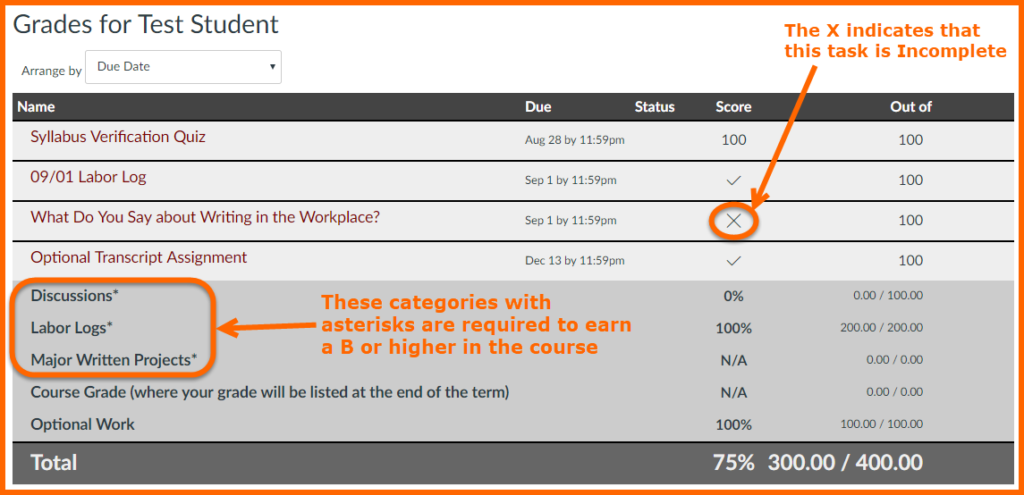 Grades for Test Student
The X indicates that
this task is Incomplete
Arrange by Due Date
Name Due Status Score Out of
Syllabus Verification Quiz Aug 28 by 11:59pm 100 100
09/01 Labor Log Sep 1 by 11:59pm ✓ 100
What Do You Say about Writing in the Workplace? Sep 1 by 11:59pm X 100
Optional Transcript Assignment Dec 13 by 11:59pm ✓ 100
Discussions* 0% 0.00 / 100.00
Labor Logs* 100% 200.00 / 200.00
Major Written Projects* N/A 0.00 / 0.00
These categories with
asterisks are required to earn
a B or higher in the course
Course Grade (where your grade will be listed at the end of the term) N/A 0.00 / 0.00
Optional Work 100% 100.00 / 100.00
Total 75% 300.00 / 400.00